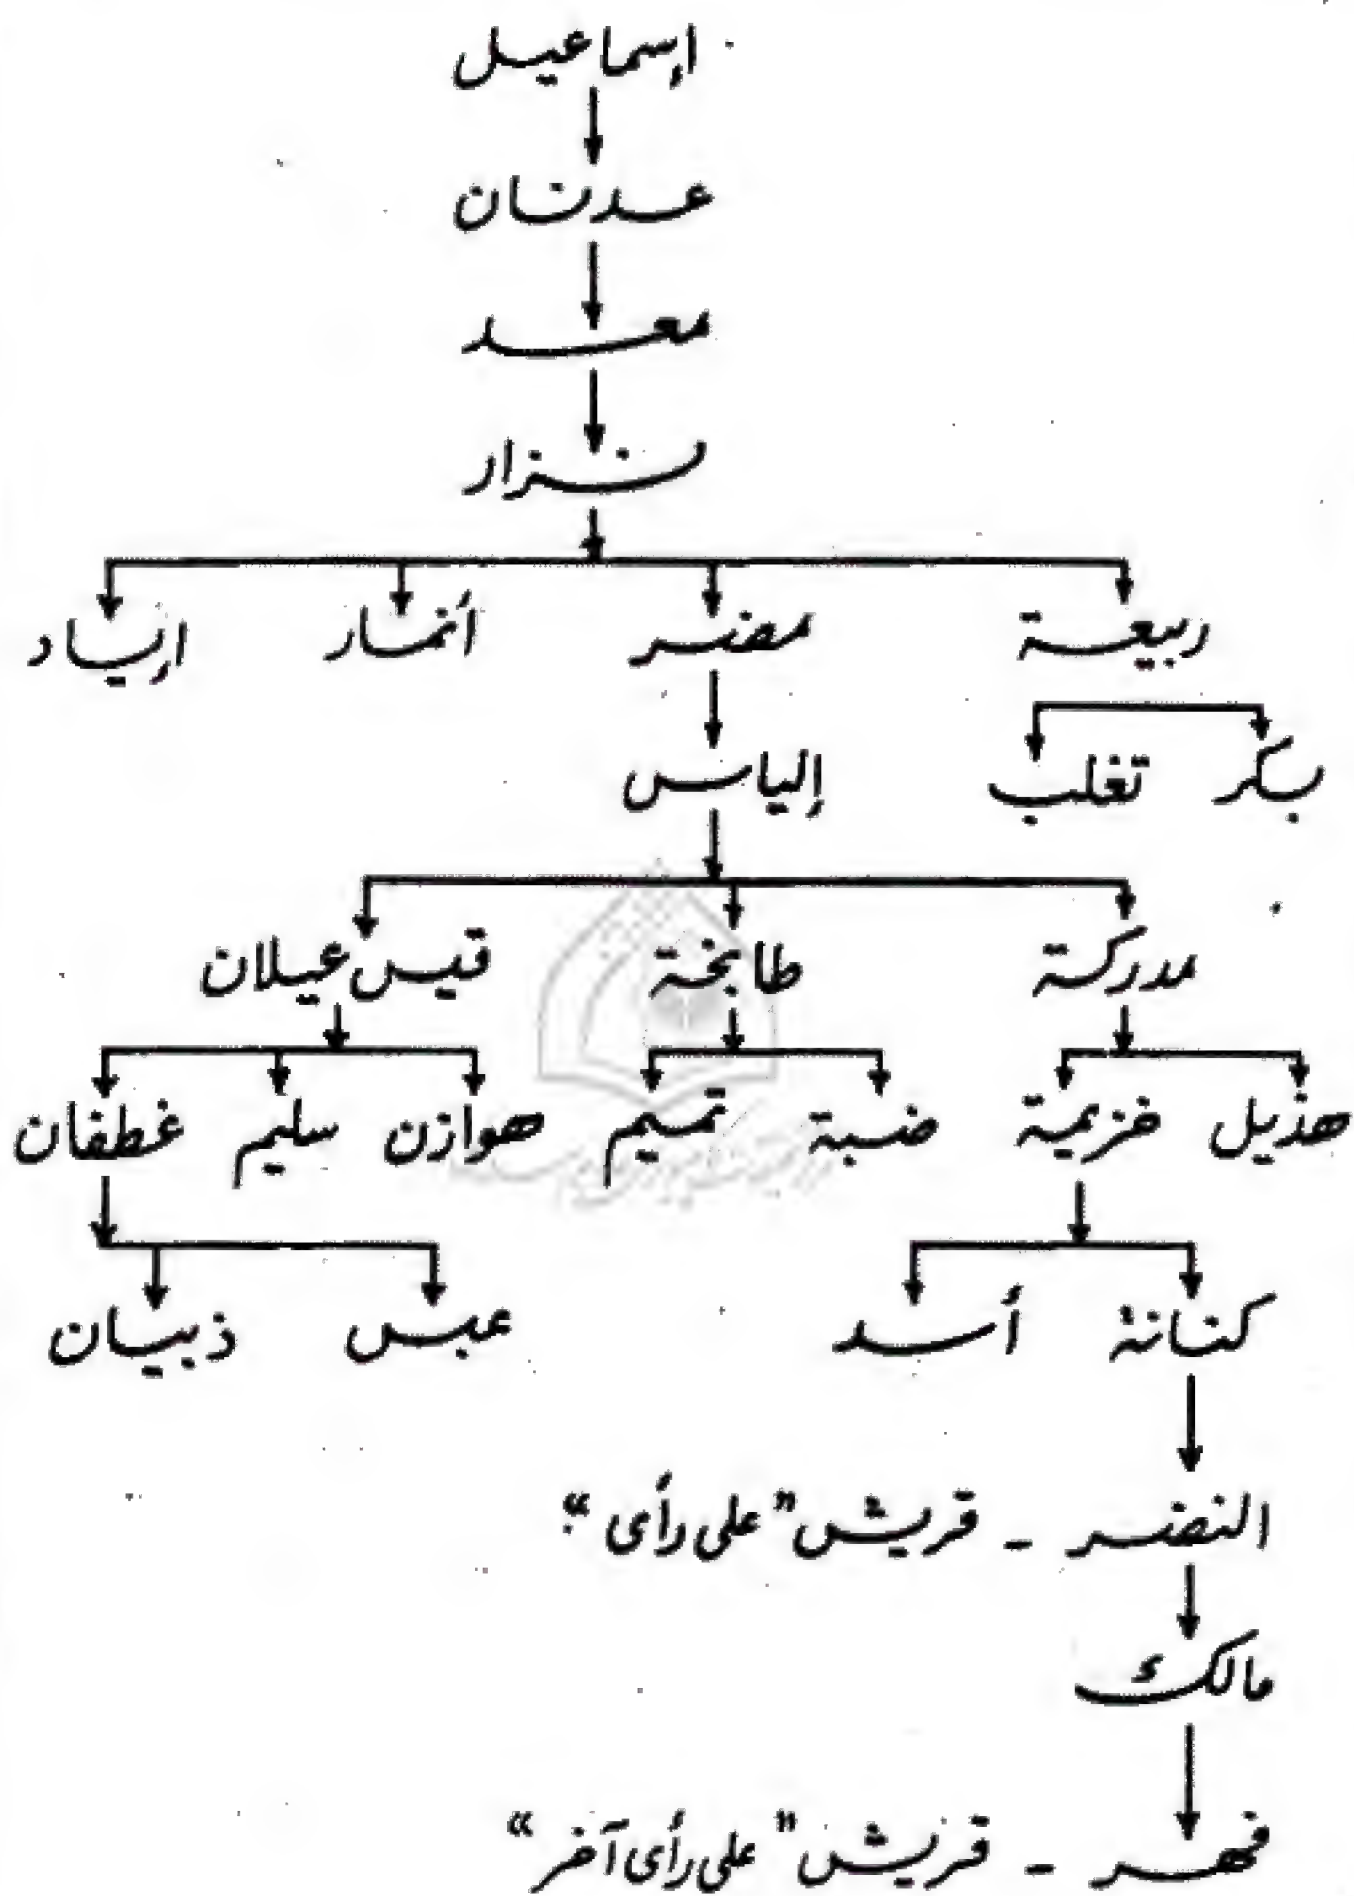 إسماعيل
عدنان
معد
نزار
ربيعة مضر أنمار إياد
بكر تغلب إلياس
مدركة طابخة قيس عيلان
هذيل خزيمة ضبة تميم هوازن سليم غطفان
كنانة أسد عبس ذبيان
النضر - قريش "على رأى"
مالك
فهر - قريش "على رأى آخر"